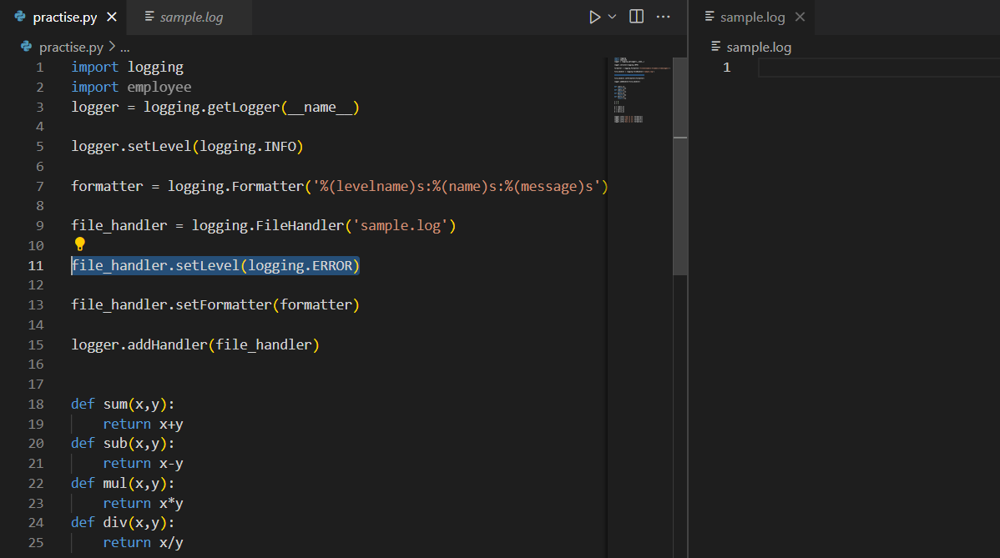 practise.py
sample.log
sample.log
practise.py > ...
sample.log
1 import logging
2 import employee
3 logger = logging.getLogger(__name__)
4
5 logger.setLevel(logging.INFO)
6
7 formatter = logging.Formatter('%(levelname)s:%(name)s:%(message)s')
8
9 file_handler = logging.FileHandler('sample.log')
10
11 file_handler.setLevel(logging.ERROR)
12
13 file_handler.setFormatter(formatter)
14
15 logger.addHandler(file_handler)
16
17
18 def sum(x,y):
19 return x+y
20 def sub(x,y):
21 return x-y
22 def mul(x,y):
23 return x*y
24 def div(x,y):
25 return x/y
1